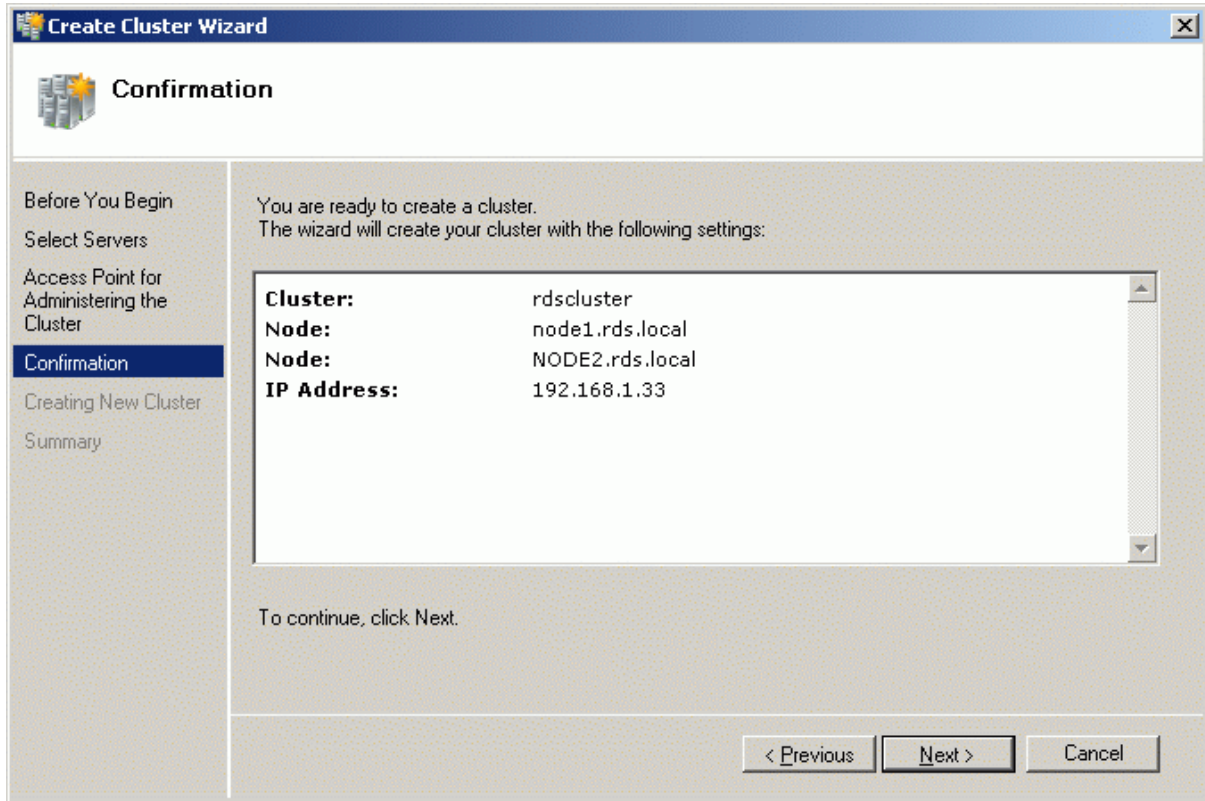 Create Cluster Wizard
Confirmation
Before You Begin
Select Servers
Access Point for
Administering the
Cluster
Confirmation
Creating New Cluster
Summary
You are ready to create a cluster.
The wizard will create your cluster with the following settings:
Cluster: rdscluster
Node: node1.rds.local
Node: NODE2.rds.local
IP Address: 192.168.1.33
To continue, click Next.
< Previous Next > Cancel